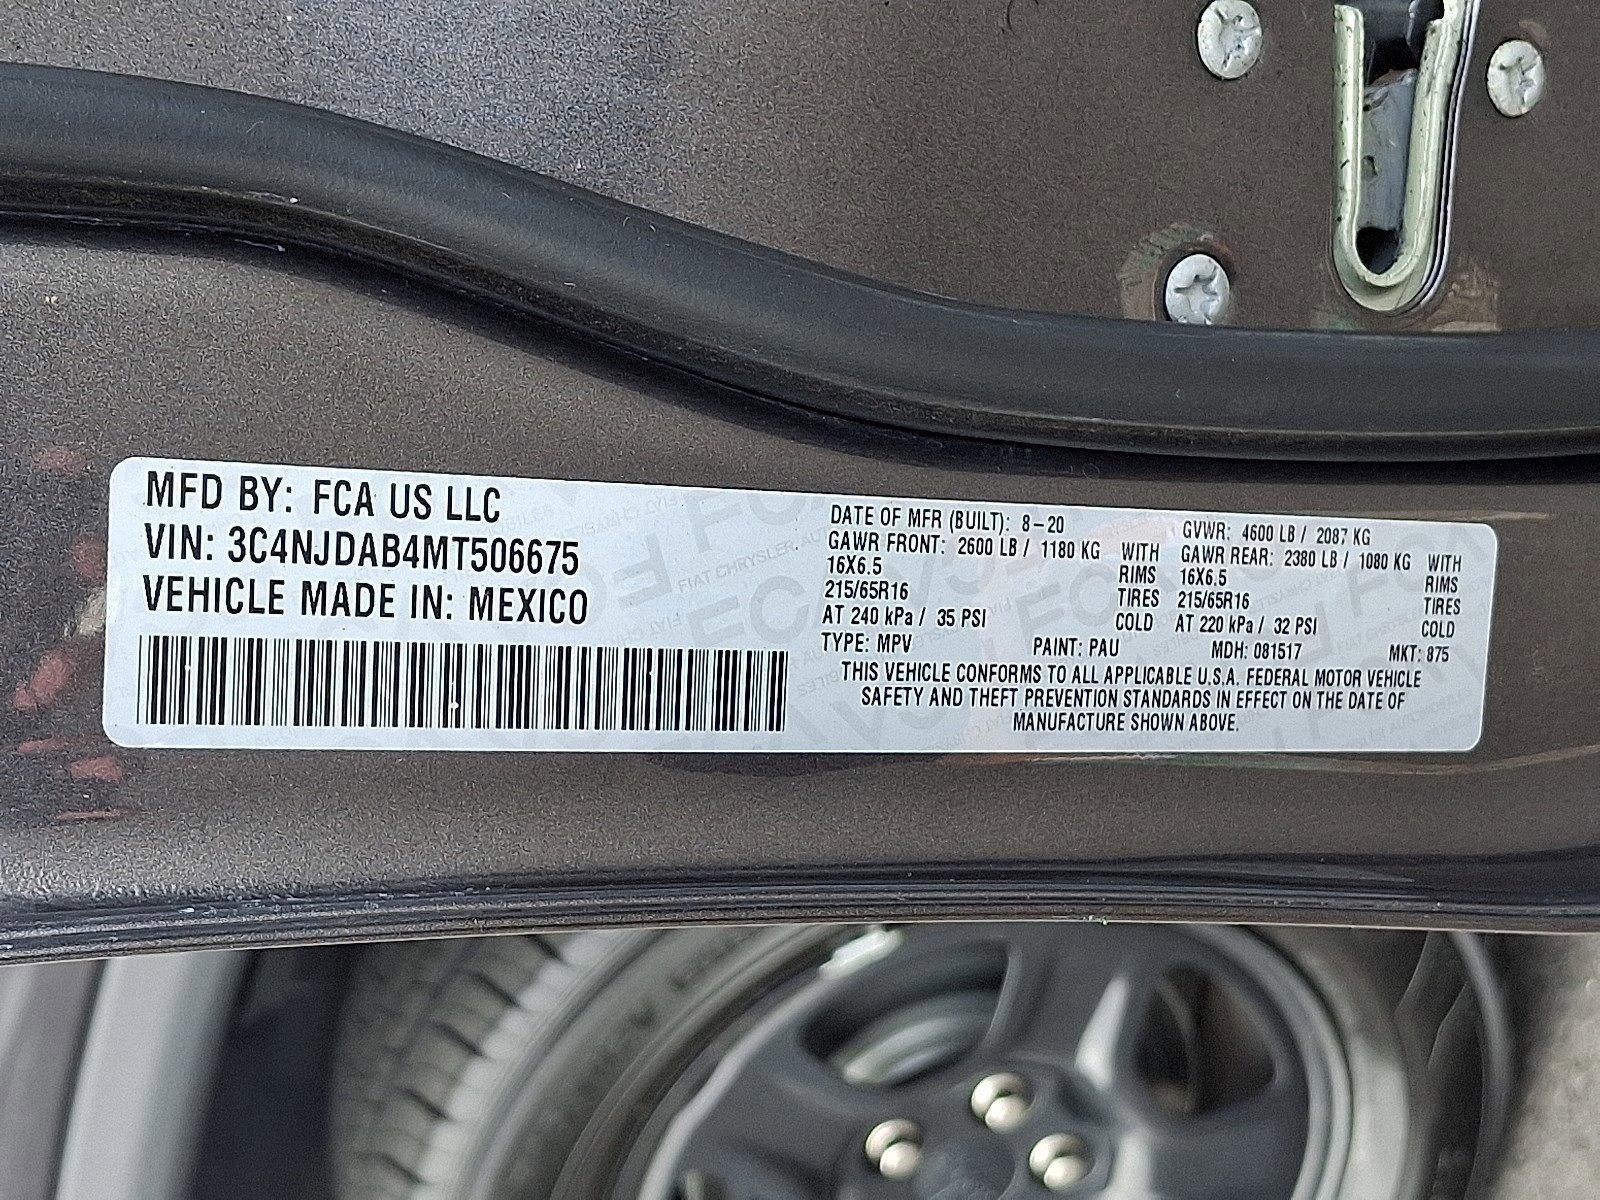 MFD BY: FCA US LLC
VIN: 3C4NJDAB4MT506675
VEHICLE MADE IN: MEXICO
DATE OF MFR (BUILT): 8-20
GAWR FRONT: 2600 LB / 1180 KG WITH
16X6.5 RIMS
215/65R16 TIRES
AT 240 kPa / 35 PSI COLD
GVWR: 4600 LB / 2087 KG
GAWR REAR: 2380 LB / 1080 KG WITH
16X6.5 RIMS
215/65R16 TIRES
AT 220 kPa / 32 PSI COLD
TYPE: MPV PAINT: PAU MDH: 081517 MKT: 875
THIS VEHICLE CONFORMS TO ALL APPLICABLE U.S.A. FEDERAL MOTOR VEHICLE
SAFETY AND THEFT PREVENTION STANDARDS IN EFFECT ON THE DATE OF
MANUFACTURE SHOWN ABOVE.